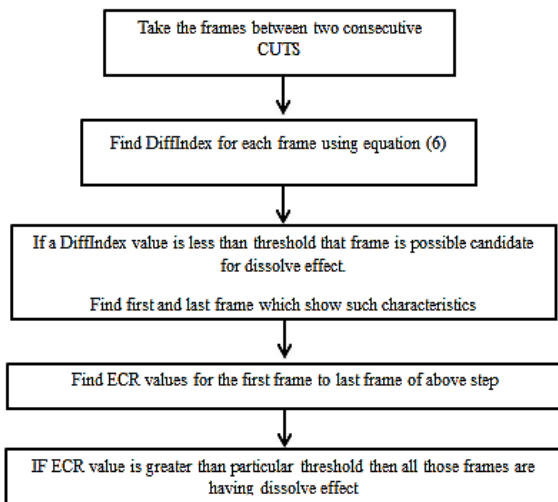 Take the frames between two consecutive
CUTS
Find DiffIndex for each frame using equation (6)
If a DiffIndex value is less than threshold that frame is possible candidate
for dissolve effect.
Find first and last frame which show such characteristics
Find ECR values for the first frame to last frame of above step
IF ECR value is greater than particular threshold then all those frames are
having dissolve effect